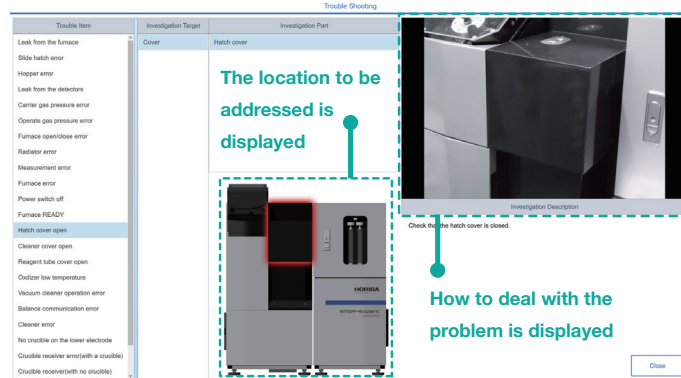 Trouble Shooting
Trouble Item
Investigation Target
Investigation Part
Leak from the furnace
Slide hatch error
Hopper error
Leak from the detectors
Carrier gas pressure error
Operate gas pressure error
Furnace open/close error
Radiator error
Measurement error
Furnace error
Power switch off
Furnace READY
Hatch cover open
Cleaner cover open
Reagent tube cover open
Oxdizer low temperature
Vacuum cleaner operation error
Balance communication error
Cleaner error
No crucible on the lower electrode
Crucible receiver error(with a crucible)
Crucible receiver(with no crucible)
Cover
Hatch cover
The location to be
addressed is
displayed
HORIBA
EMGA-Expert
Investigation Description
Check that the hatch cover is closed.
How to deal with the
problem is displayed
Close